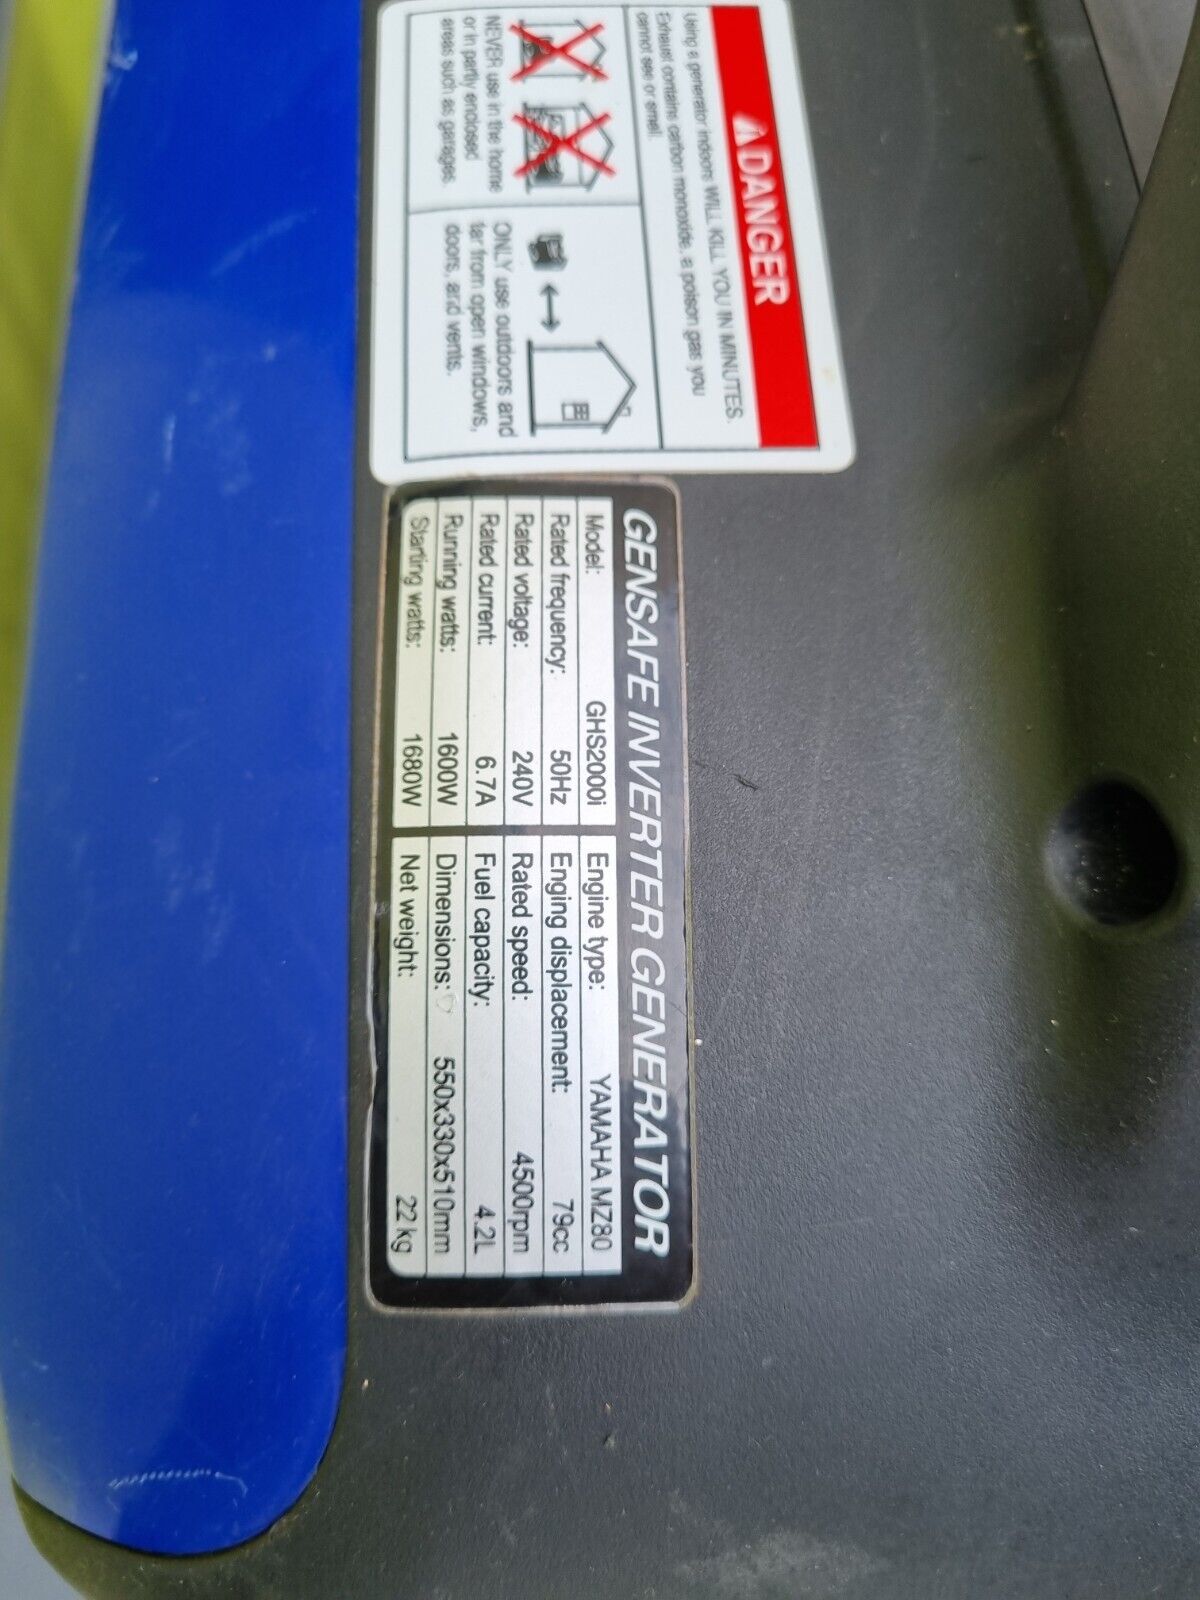 DANGER
Using a generator indoors WILL KILL YOU IN MINUTES.
Exhaust contains carbon monoxide, a poison gas you
cannot see or smell.
NEVER use in the home
or in partly enclosed
areas such as garages.
ONLY use outdoors and
far from open windows,
doors, and vents.
GENSAFE INVERTER GENERATOR
Model: GHS2000i
Rated frequency: 50Hz
Rated voltage: 240V
Rated current: 6.7A
Running watts: 1600W
Starting watts: 1680W
Engine type: YAMAHA MZ80
Enging displacement: 79cc
Rated speed: 4500rpm
Fuel capacity: 4.2L
Dimensions: 550x330x510mm
Net weight: 22 kg